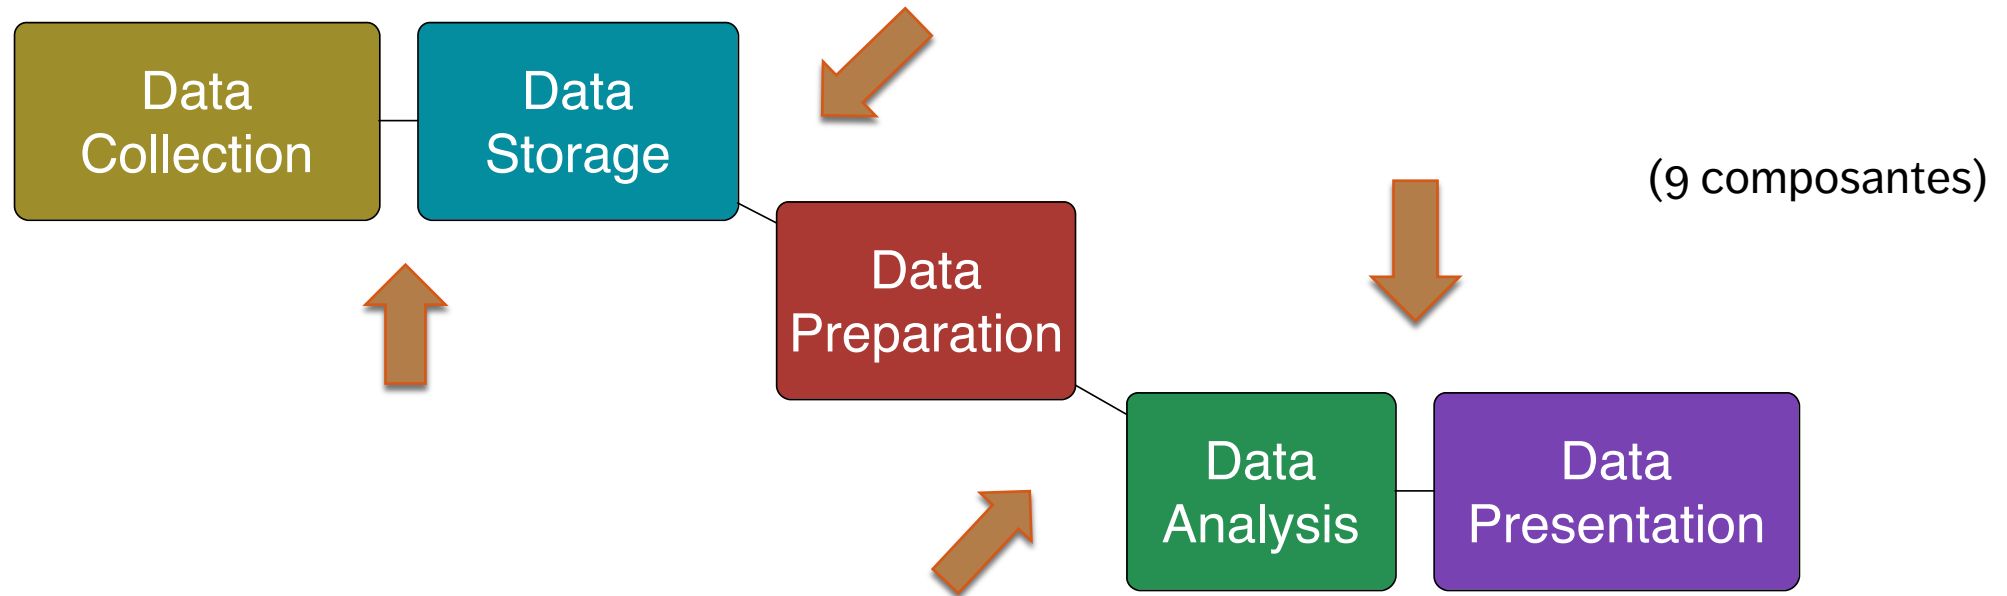 Data
Collection
Data
Storage
(9 composantes)
Data
Preparation
Data
Analysis
Data
Presentation